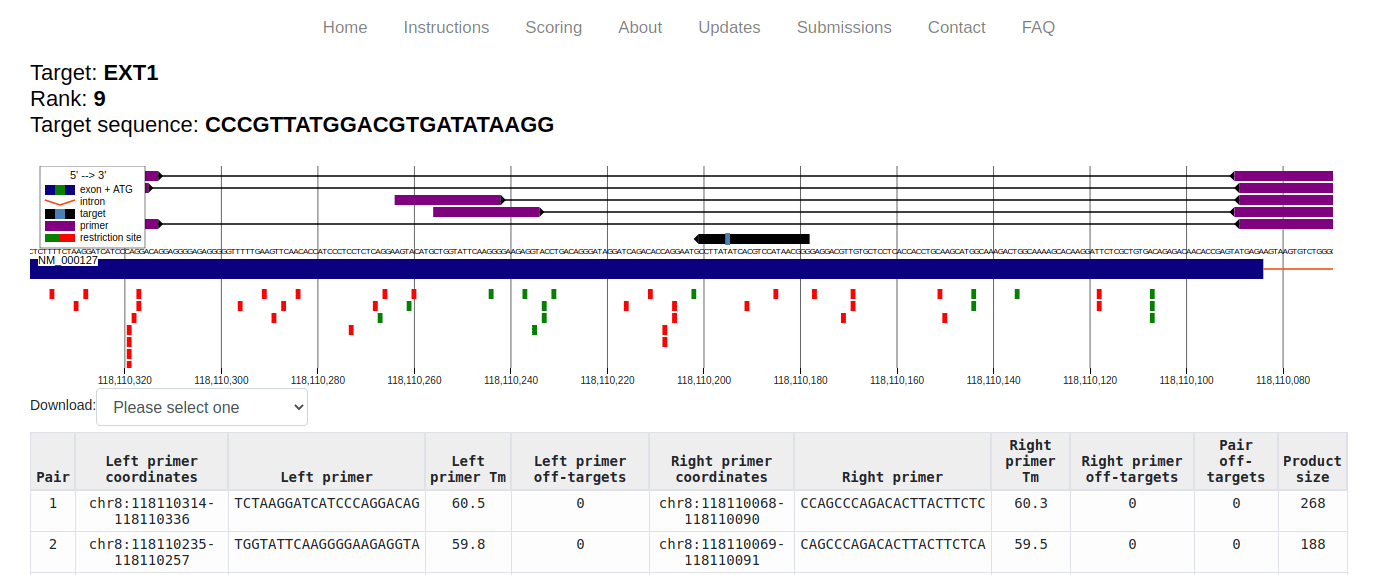 Home Instructions Scoring About Updates Submissions Contact FAQ
Target: EXT1
Rank: 9
Target sequence: CCCGTTATGGACGTGATATAAGG
5' --> 3'
exon + ATG
intron
target
primer
restriction site
NM_000127
118,110,320 118,110,300 118,110,280 118,110,260 118,110,240 118,110,220 118,110,200 118,110,180 118,110,160 118,110,140 118,110,120 118,110,100 118,110,080
Download: Please select one
Pair Left primer coordinates Left primer Left primer Tm Left primer off-targets Right primer coordinates Right primer Right primer Tm Right primer off-targets Pair off-targets Product size
1 chr8:118110314-118110336 TCTAAGGATCATCCCAGGACAG 60.5 0 chr8:118110068-118110090 CCAGCCCAGACACTTACTTCTC 60.3 0 0 268
2 chr8:118110235-118110257 TGGTATTCAAGGGGAAGAGGTA 59.8 0 chr8:118110069-118110091 CAGCCCAGACACTTACTTCTCA 59.5 0 0 188